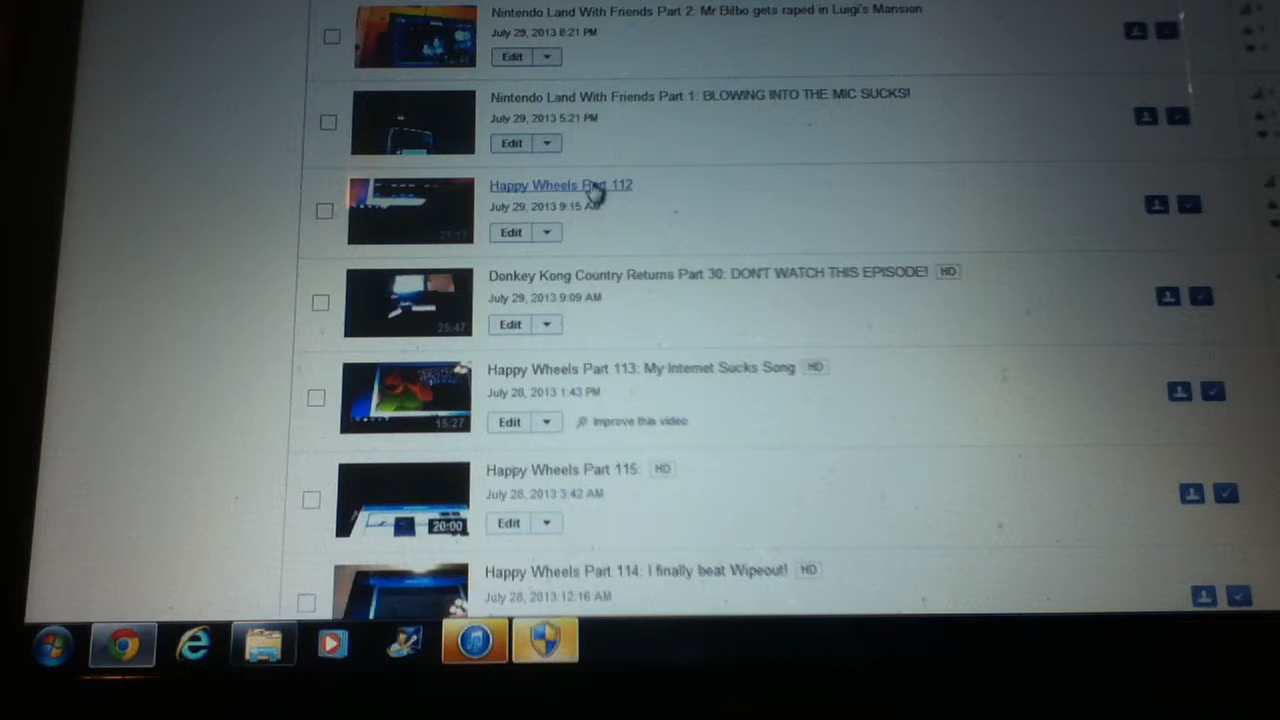 Nintendo Land With Friends Part 2: Mr Bilbo gets raped in Luigi's Mansion
July 29, 2013 6:21 PM
Edit
Nintendo Land With Friends Part 1: BLOWING INTO THE MIC SUCKS!
July 29, 2013 5:21 PM
Edit
Happy Wheels Part 112
July 29, 2013 9:15 AM
21:13
Edit
Donkey Kong Country Returns Part 30: DON'T WATCH THIS EPISODE! HD
July 29, 2013 9:09 AM
25:47
Edit
Happy Wheels Part 113: My Internet Sucks Song HD
July 28, 2013 1:43 PM
15:27
Edit Improve this video
Happy Wheels Part 115: HD
July 28, 2013 3:42 AM
20:00
Edit
Happy Wheels Part 114: I finally beat Wipeout! HD
July 28, 2013 12:16 AM